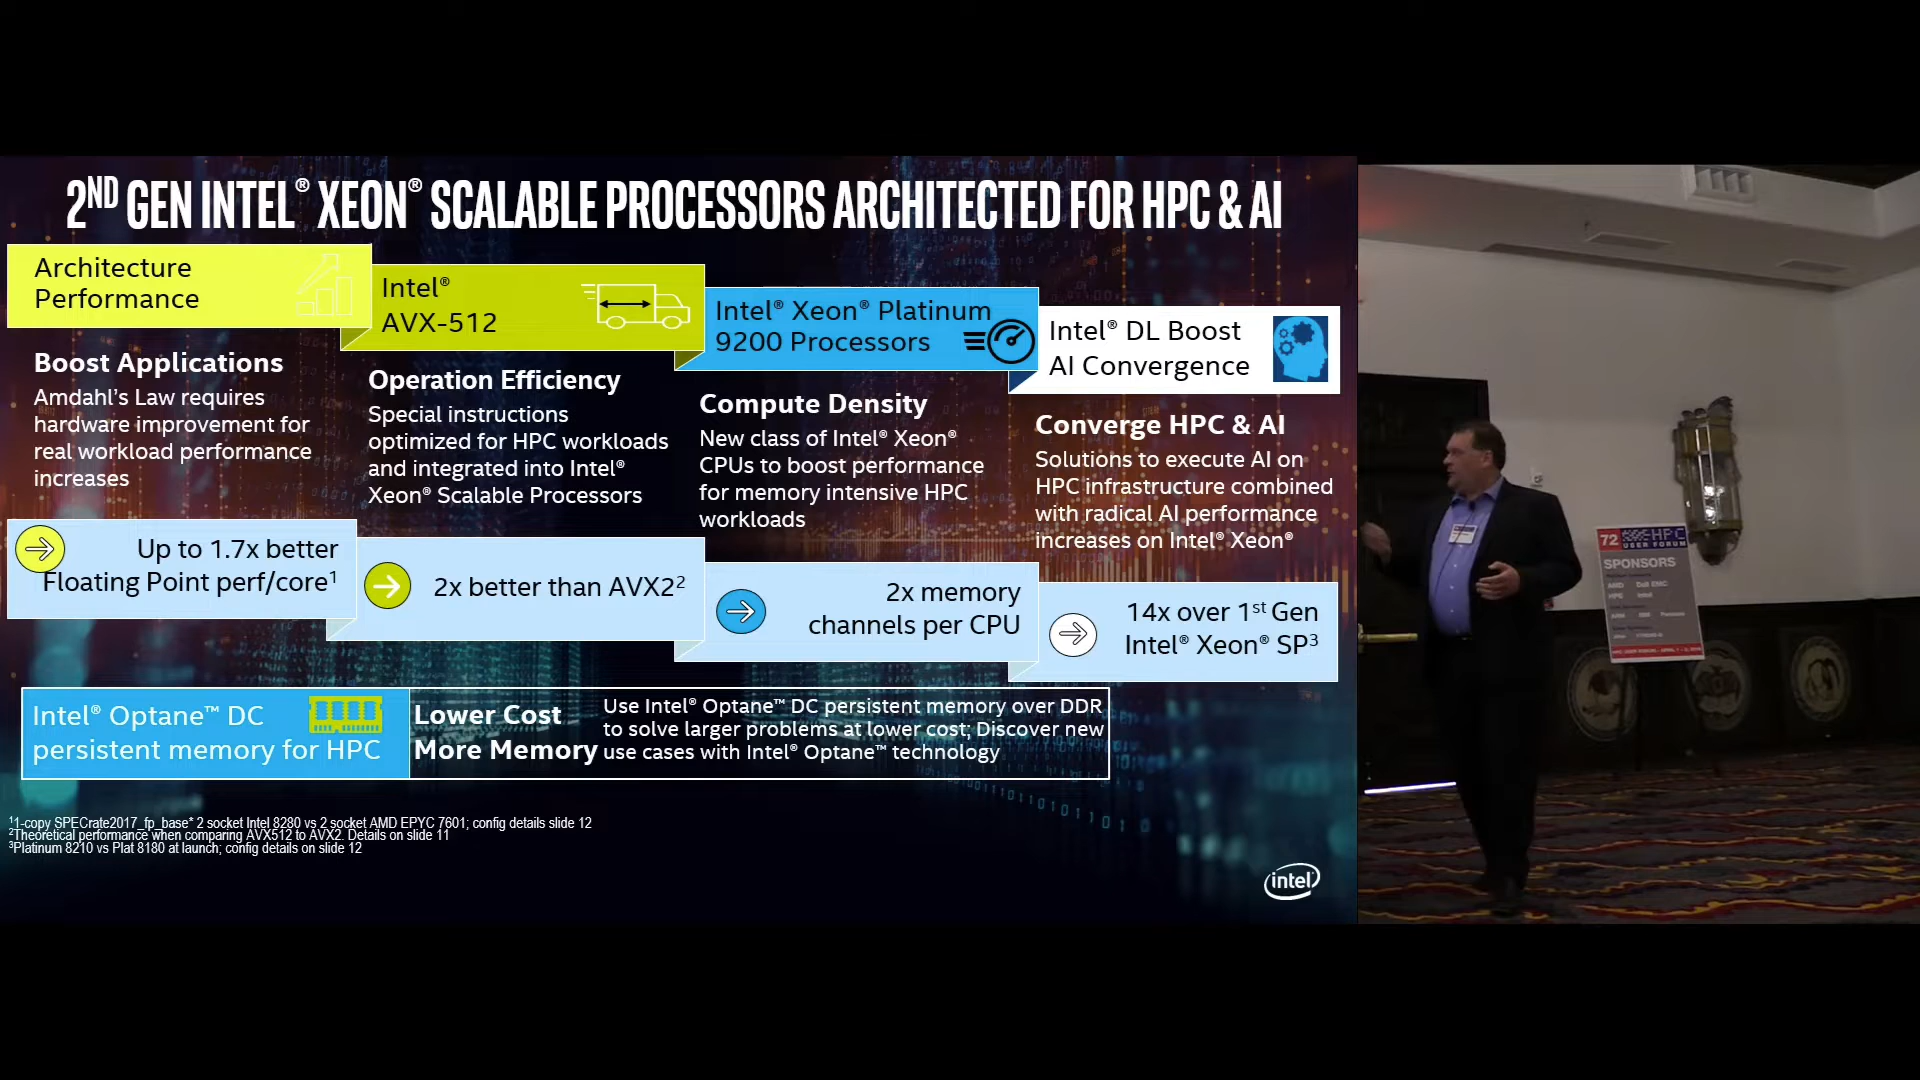 2ND GEN INTEL® XEON® SCALABLE PROCESSORS ARCHITECTED FOR HPC & AI
Architecture
Performance
Boost Applications
Amdahl's Law requires
hardware improvement for
real workload performance
increases
Up to 1.7x better
Floating Point perf/core1
Intel®
AVX-512
Operation Efficiency
Special instructions
optimized for HPC workloads
and integrated into Intel®
Xeon® Scalable Processors
2x better than AVX22
Intel® Xeon® Platinum
9200 Processors
Compute Density
New class of Intel® Xeon®
CPUs to boost performance
for memory intensive HPC
workloads
2x memory
channels per CPU
Intel® DL Boost
AI Convergence
Converge HPC & AI
Solutions to execute AI on
HPC infrastructure combined
with radical AI performance
increases on Intel® Xeon®
14x over 1st Gen
Intel® Xeon® SP3
Intel® Optane™ DC
persistent memory for HPC
Lower Cost
More Memory
Use Intel® Optane™ DC persistent memory over DDR
to solve larger problems at lower cost; Discover new
use cases with Intel® Optane™ technology
11-copy SPECrate2017_fp_base* 2 socket Intel 8280 vs 2 socket AMD EPYC 7601; config details slide 12
2Theoretical performance when comparing AVX512 to AVX2. Details on slide 11
3Platinum 8210 vs Plat 8180 at launch; config details on slide 12
intel
72 HPC
USER FORUM
SPONSORS
AMD Dell EMC
HPE Intel